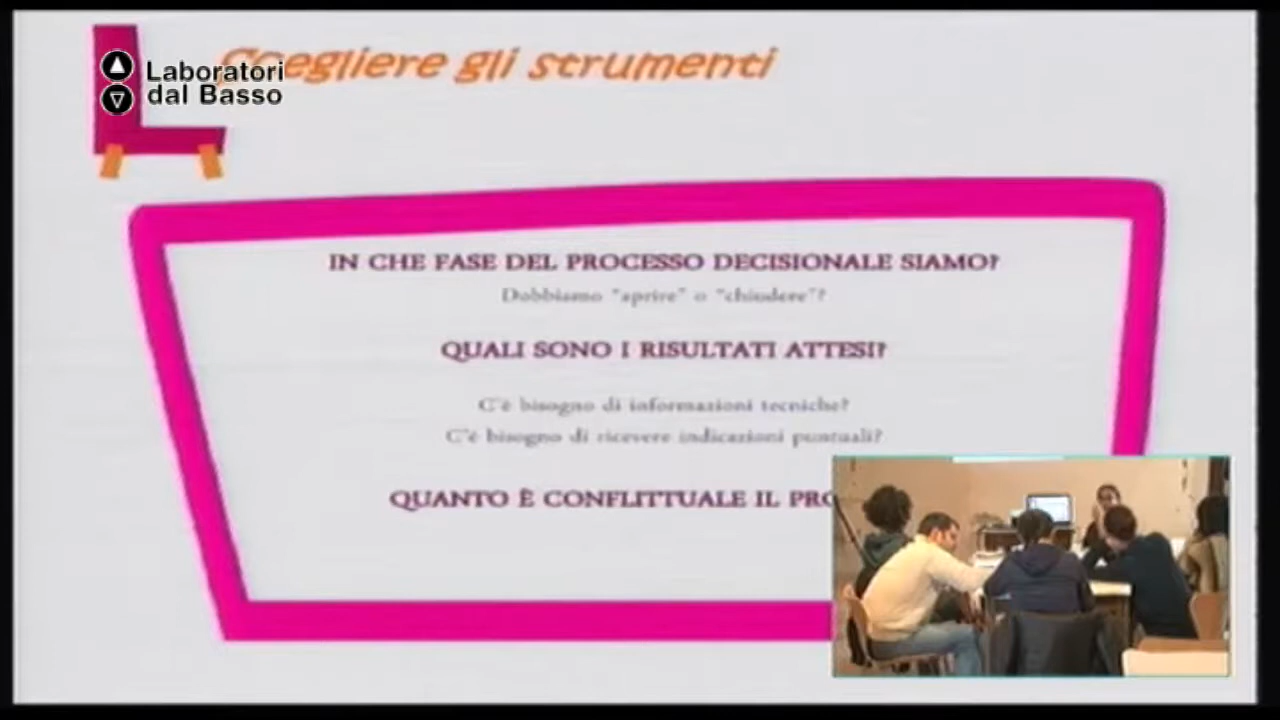 Scegliere gli strumenti
Laboratori
dal Basso
IN CHE FASE DEL PROCESSO DECISIONALE SIAMO?
Dobbiamo "aprire" o "chiudere"?
QUALI SONO I RISULTATI ATTESI?
C'è bisogno di informazioni tecniche?
C'è bisogno di ricevere indicazioni puntuali?
QUANTO È CONFLITTUALE IL